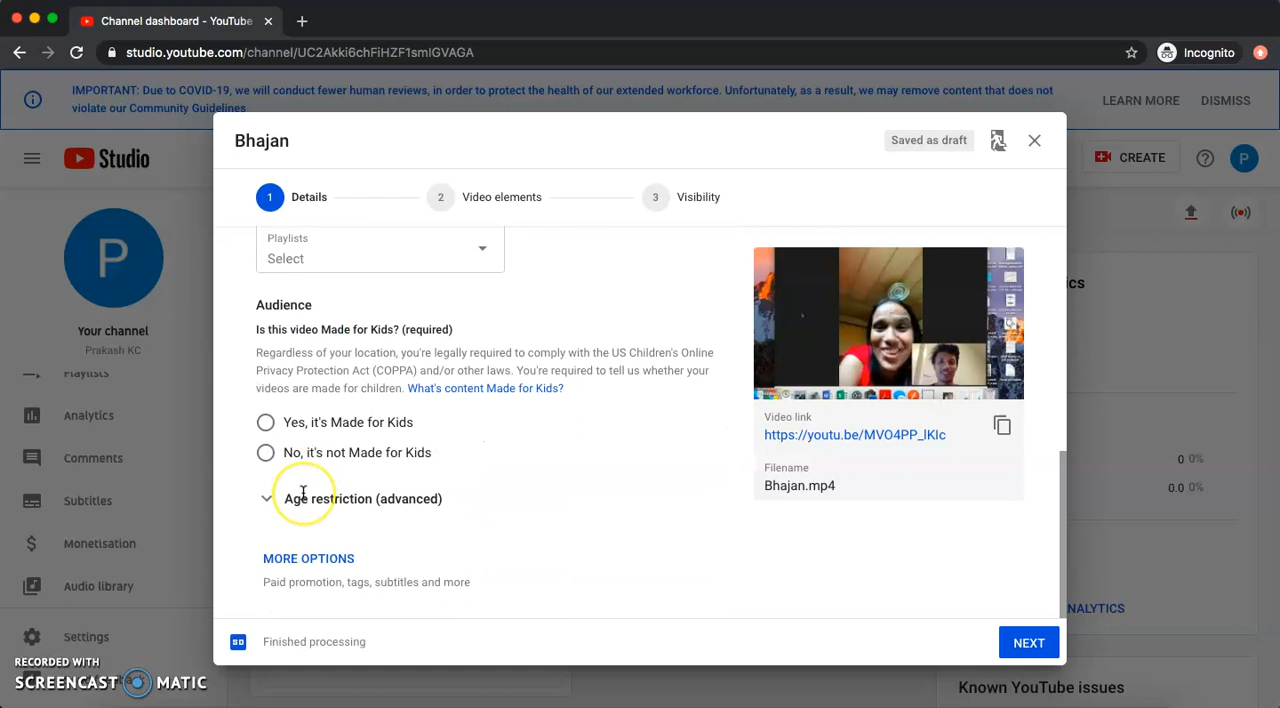 Channel dashboard - YouTube
studio.youtube.com/channel/UC2Akki6chFiHZF1smIGVAGA
Incognito
IMPORTANT: Due to COVID-19, we will conduct fewer human reviews, in order to protect the health of our extended workforce. Unfortunately, as a result, we may remove content that does not
violate our Community Guidelines
LEARN MORE
DISMISS
Studio
CREATE
P
P
Your channel
Prakash KC
Playlists
Analytics
Comments
Subtitles
Monetisation
Audio library
Settings
Bhajan
Saved as draft
1 Details
2 Video elements
3 Visibility
Playlists
Select
Audience
Is this video Made for Kids? (required)
Regardless of your location, you're legally required to comply with the US Children's Online
Privacy Protection Act (COPPA) and/or other laws. You're required to tell us whether your
videos are made for children. What's content Made for Kids?
Yes, it's Made for Kids
No, it's not Made for Kids
Age restriction (advanced)
MORE OPTIONS
Paid promotion, tags, subtitles and more
Video link
https://youtu.be/MVO4PP_lKlc
Filename
Bhajan.mp4
SD Finished processing
NEXT
0 0%
0.0 0%
Known YouTube issues
RECORDED WITH
SCREENCAST MATIC